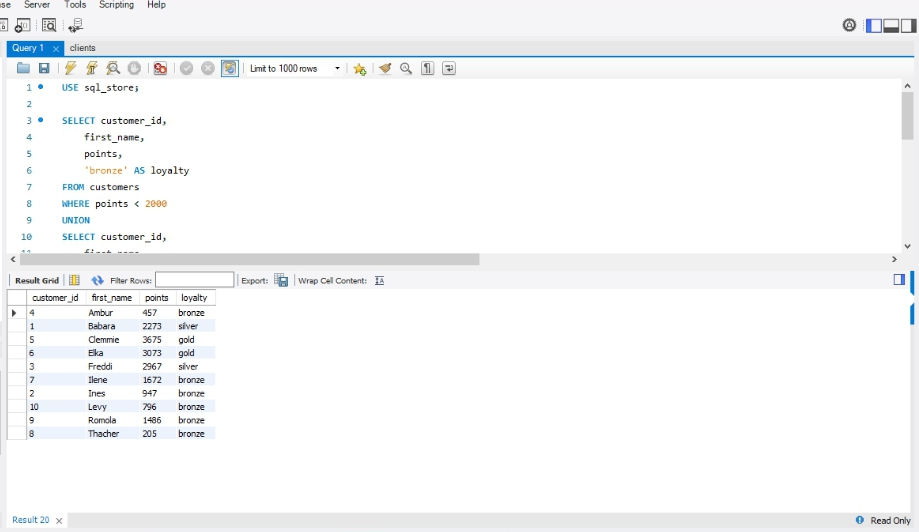 se Server Tools Scripting Help
Query 1 × clients
Limit to 1000 rows
1 USE sql_store;
2
3 SELECT customer_id,
4 first_name,
5 points,
6 'bronze' AS loyalty
7 FROM customers
8 WHERE points < 2000
9 UNION
10 SELECT customer_id,
11 first_name
Result Grid Filter Rows: Export: Wrap Cell Content: IA
customer_id first_name points loyalty
4 Ambur 457 bronze
1 Babara 2273 silver
5 Clemmie 3675 gold
6 Elka 3073 gold
3 Freddi 2967 silver
7 Ilene 1672 bronze
2 Ines 947 bronze
10 Levy 796 bronze
9 Romola 1486 bronze
8 Thacher 205 bronze
Result 20 × Read Only